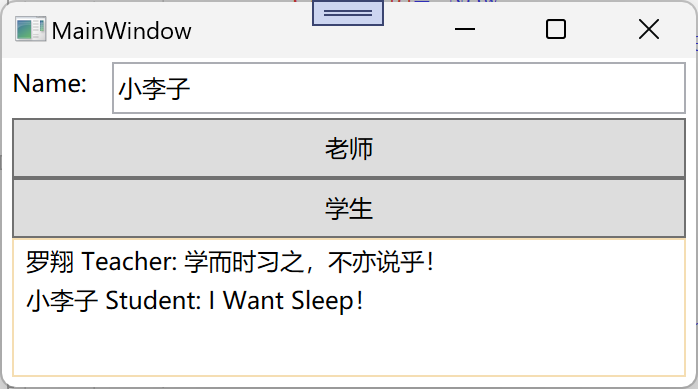 MainWindow
Name: 小李子
老师
学生
罗翔 Teacher: 学而时习之，不亦说乎！
小李子 Student: I Want Sleep！